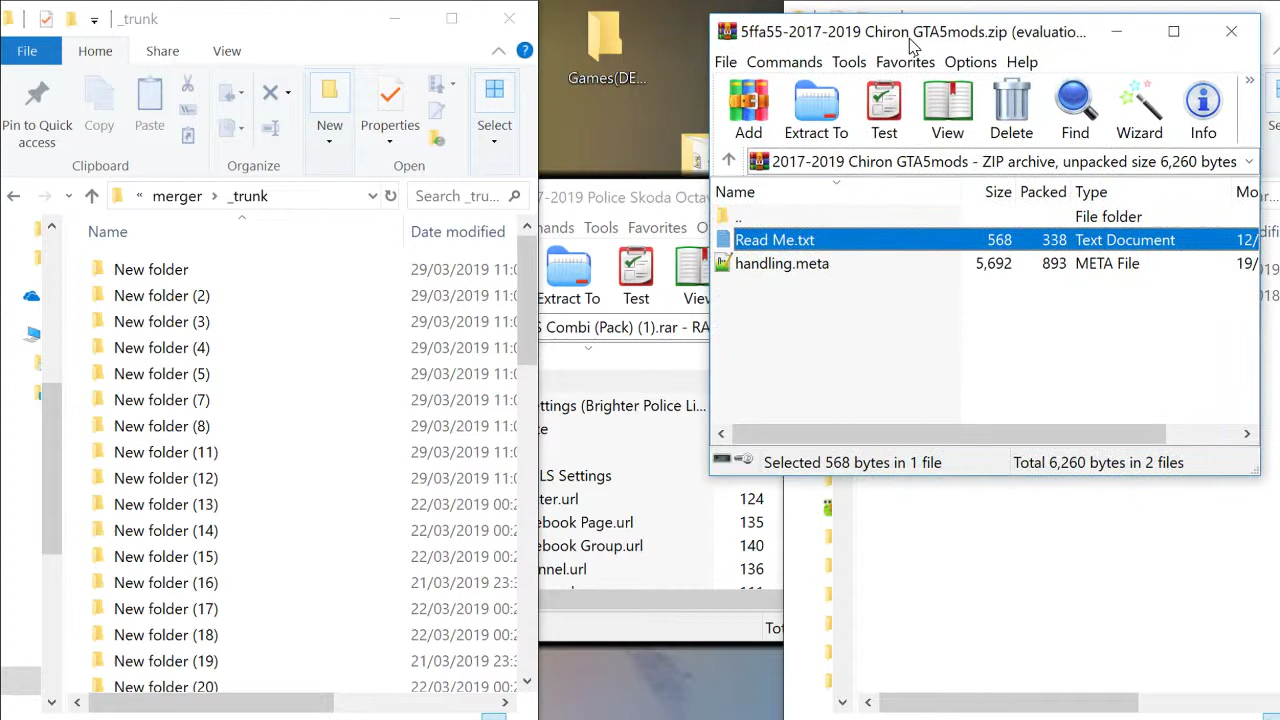 _trunk
File
Home
Share
View
Pin to Quick access
Copy
Paste
New
Properties
Select
Clipboard
Organize
Open
« merger > _trunk
Search _tru...
Name
Date modified
New folder 29/03/2019 11:0
New folder (2) 29/03/2019 11:0
New folder (3) 29/03/2019 11:0
New folder (4) 29/03/2019 11:0
New folder (5) 29/03/2019 11:0
New folder (7) 29/03/2019 11:0
New folder (8) 29/03/2019 11:0
New folder (11) 29/03/2019 11:0
New folder (12) 29/03/2019 11:0
New folder (13) 22/03/2019 00:2
New folder (14) 22/03/2019 00:2
New folder (15) 22/03/2019 00:2
New folder (16) 21/03/2019 23:3
New folder (17) 22/03/2019 00:2
New folder (18) 22/03/2019 00:2
New folder (19) 21/03/2019 23:3
New folder (20) 22/03/2019 00:2
Games(DE...
7-2019 Police Skoda Octav
nands Tools Favorites O
Extract To
Test
View
S Combi (Pack) (1).rar - RA
ettings (Brighter Police Li...
te
LS Settings
ter.url 124
ebook Page.url 135
ebook Group.url 140
nnel.url 136
Tot
5ffa55-2017-2019 Chiron GTA5mods.zip (evaluatio...
File Commands Tools Favorites Options Help
Add
Extract To
Test
View
Delete
Find
Wizard
Info
2017-2019 Chiron GTA5mods - ZIP archive, unpacked size 6,260 bytes
Name Size Packed Type Mo
.. File folder
Read Me.txt 568 338 Text Document 12/
handling.meta 5,692 893 META File 19/
Selected 568 bytes in 1 file
Total 6,260 bytes in 2 files